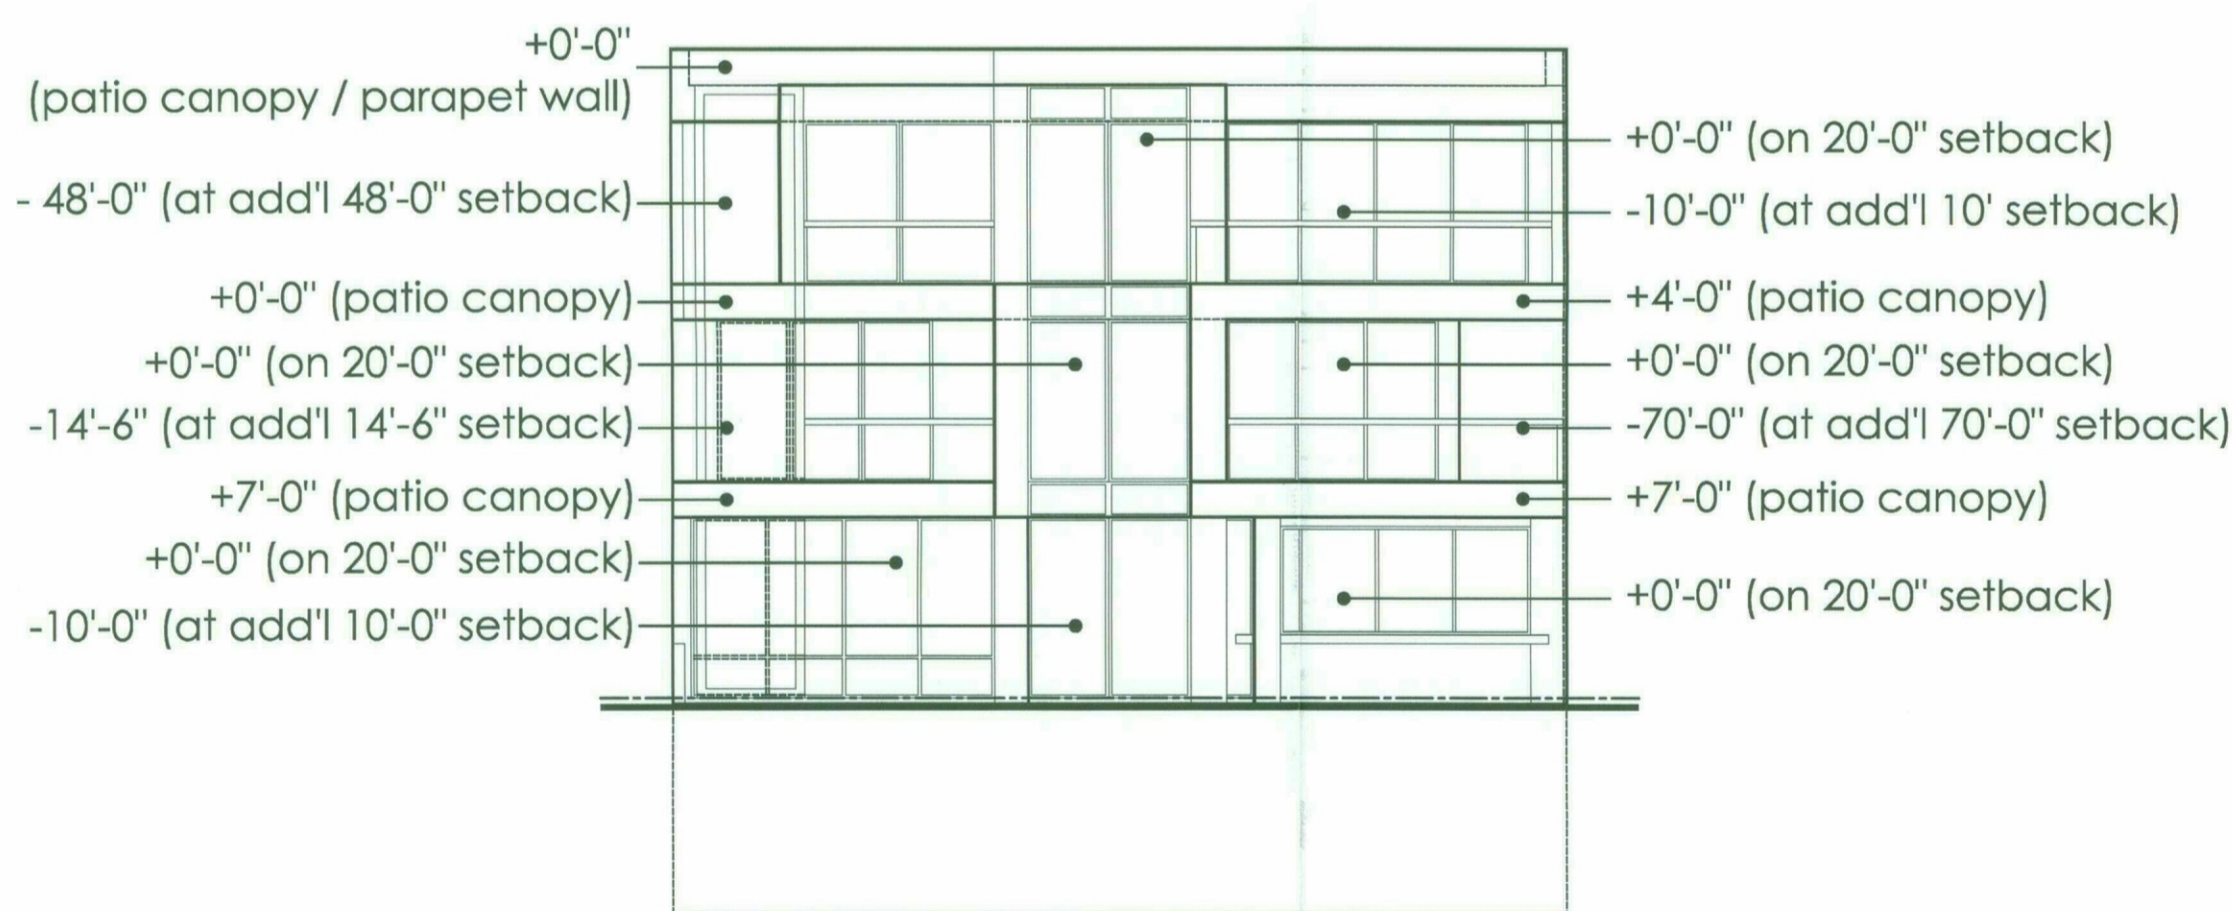 +0'-0"
(patio canopy / parapet wall)
- 48'-0" (at add'l 48'-0" setback)
+0'-0" (patio canopy)
+0'-0" (on 20'-0" setback)
-14'-6" (at add'l 14'-6" setback)
+7'-0" (patio canopy)
+0'-0" (on 20'-0" setback)
-10'-0" (at add'l 10'-0" setback)
+0'-0" (on 20'-0" setback)
-10'-0" (at add'l 10' setback)
+4'-0" (patio canopy)
+0'-0" (on 20'-0" setback)
-70'-0" (at add'l 70'-0" setback)
+7'-0" (patio canopy)
+0'-0" (on 20'-0" setback)